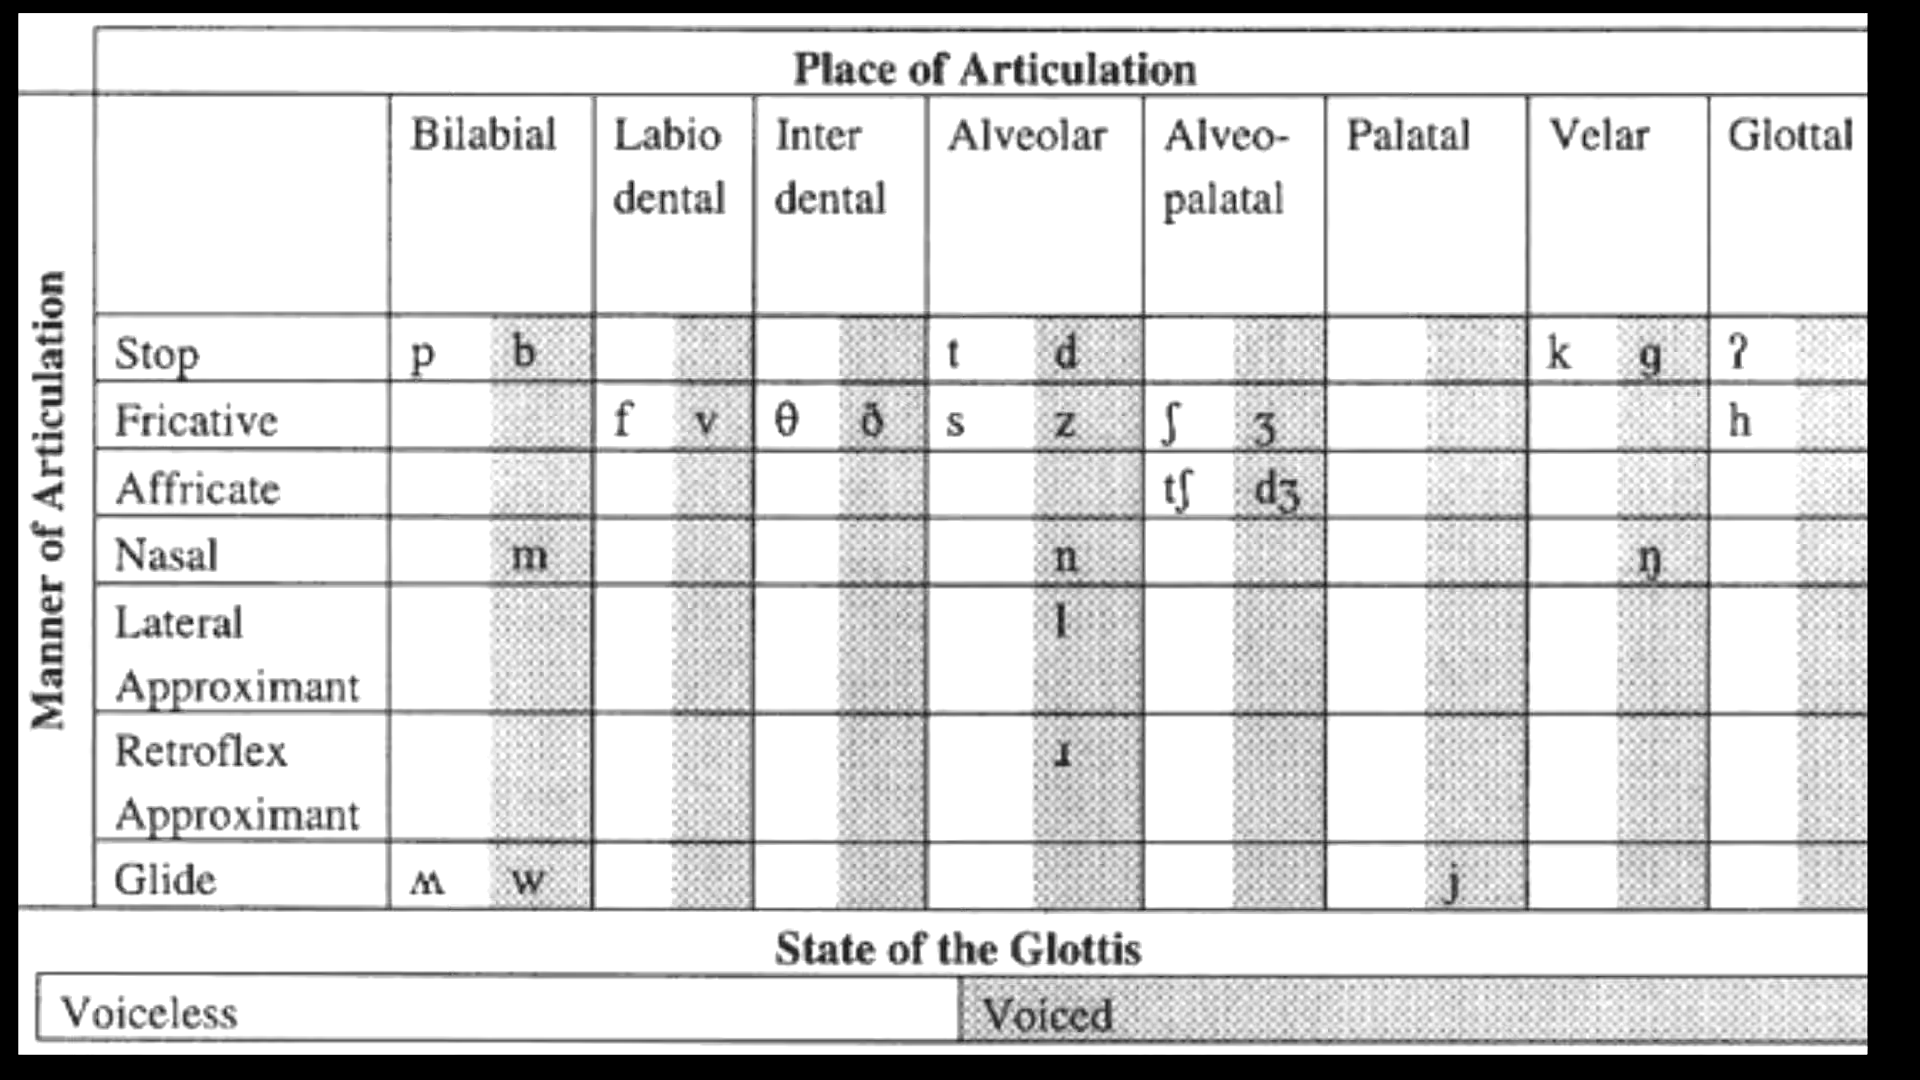 Place of Articulation
Bilabial Labio dental Inter dental Alveolar Alveo-palatal Palatal Velar Glottal
Manner of Articulation
Stop p b t d k g ʔ
Fricative f v θ ð s z ʃ ʒ h
Affricate tʃ dʒ
Nasal m n ŋ
Lateral Approximant l
Retroflex Approximant ɹ
Glide ʍ w j
State of the Glottis
Voiceless Voiced